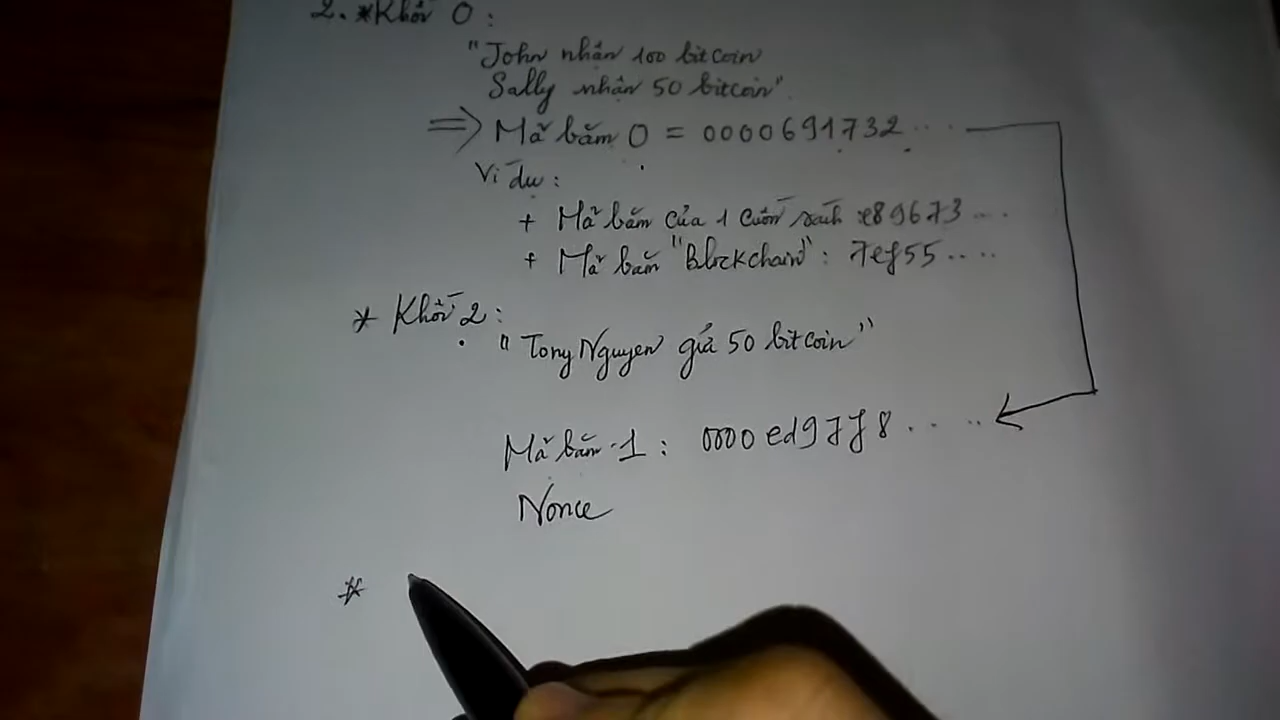 2. *Khối 0 :
"John nhận 100 bitcoin
Sally nhận 50 bitcoin"
=> Mã băm 0 = 0000691732....
Ví dụ :
+ Mã băm của 1 cuốn sách : e89673....
+ Mã băm "Blockchain" : 7ef55....
* Khối 2 :
"Tony Nguyen giả 50 bitcoin"
Mã băm 1 : 0000ed977f8.....
Nonce
*